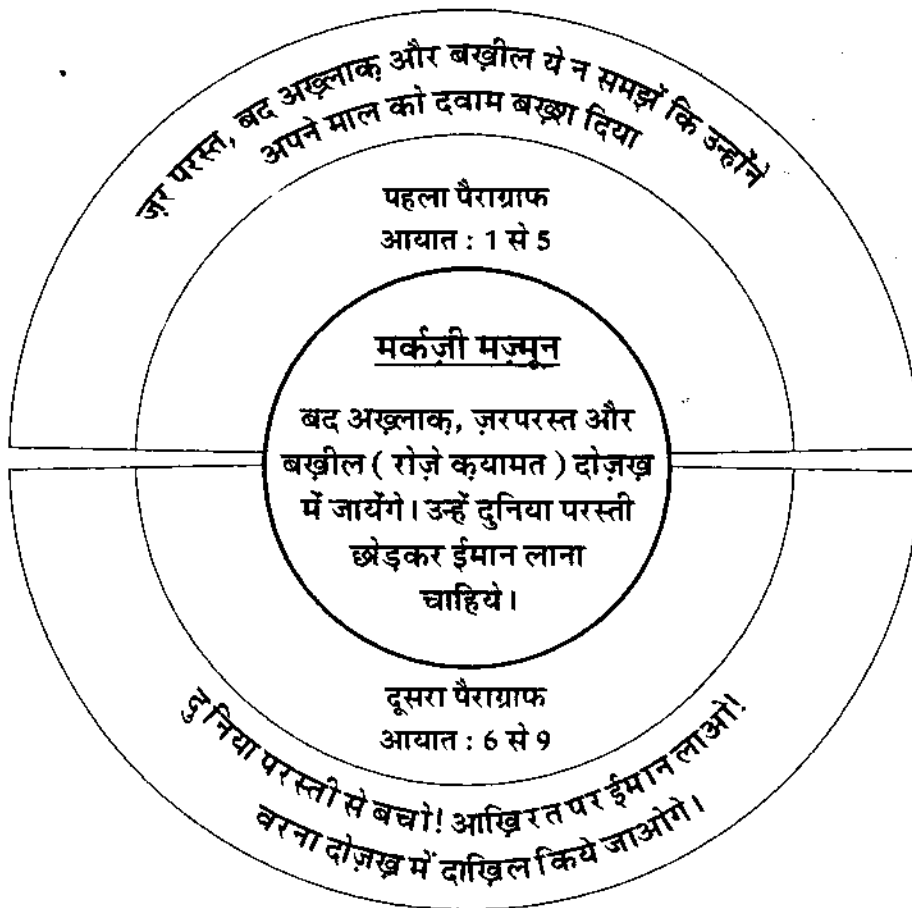 ज़र परस्त, बद अख़्लाक़ और बख़ील ये न समझें कि उन्होंने
अपने माल को दवाम बख़्श दिया
पहला पैराग्राफ
आयात : 1 से 5
मर्कज़ी मज़्मून
बद अख़्लाक़, ज़रपरस्त और
बख़ील ( रोज़े क़यामत ) दोज़ख़
में जायेंगे। उन्हें दुनिया परस्ती
छोड़कर ईमान लाना
चाहिये।
दूसरा पैराग्राफ
आयात : 6 से 9
दुनिया परस्ती से बचो! आख़िरत पर ईमान लाओ!
वरना दोज़ख़ में दाख़िल किये जाओगे।